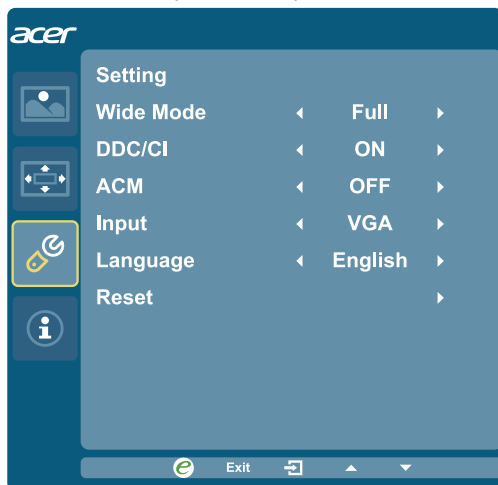 acer
Setting
Wide Mode Full
DDC/CI ON
ACM OFF
Input VGA
Language English
Reset
e Exit